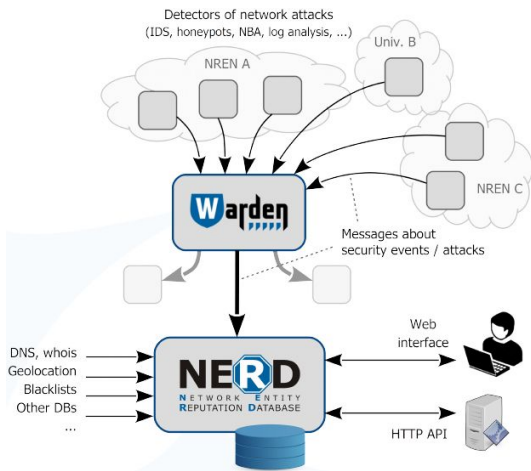 Detectors of network attacks
(IDS, honeypots, NBA, log analysis, ...)
NREN A
Univ. B
NREN C
Warden
Messages about
security events / attacks
DNS, whois
Geolocation
Blacklists
Other DBs
...
NERD
NETWORK ENTITY
REPUTATION DATABASE
Web
interface
HTTP API